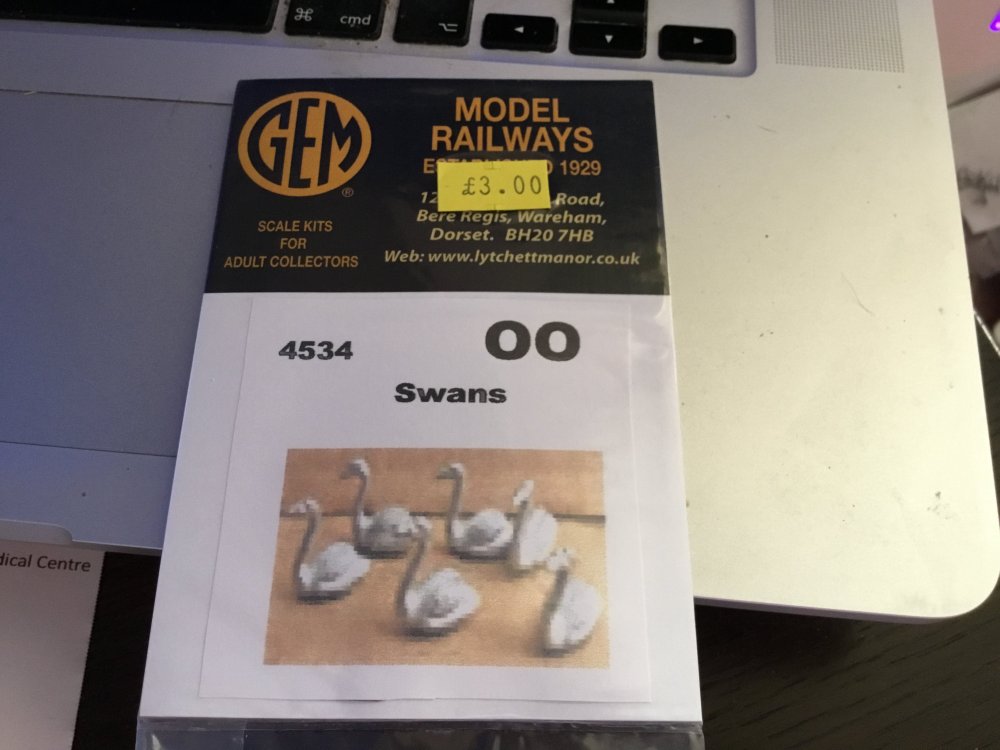 ⌘ cmd
GEM
®
SCALE KITS
FOR
ADULT COLLECTORS
MODEL
RAILWAYS
1929
£3.00
Road,
Bere Regis, Wareham,
Dorset. BH20 7HB
Web: www.lytchettmanor.co.uk
4534
OO
Swans
dical Centre